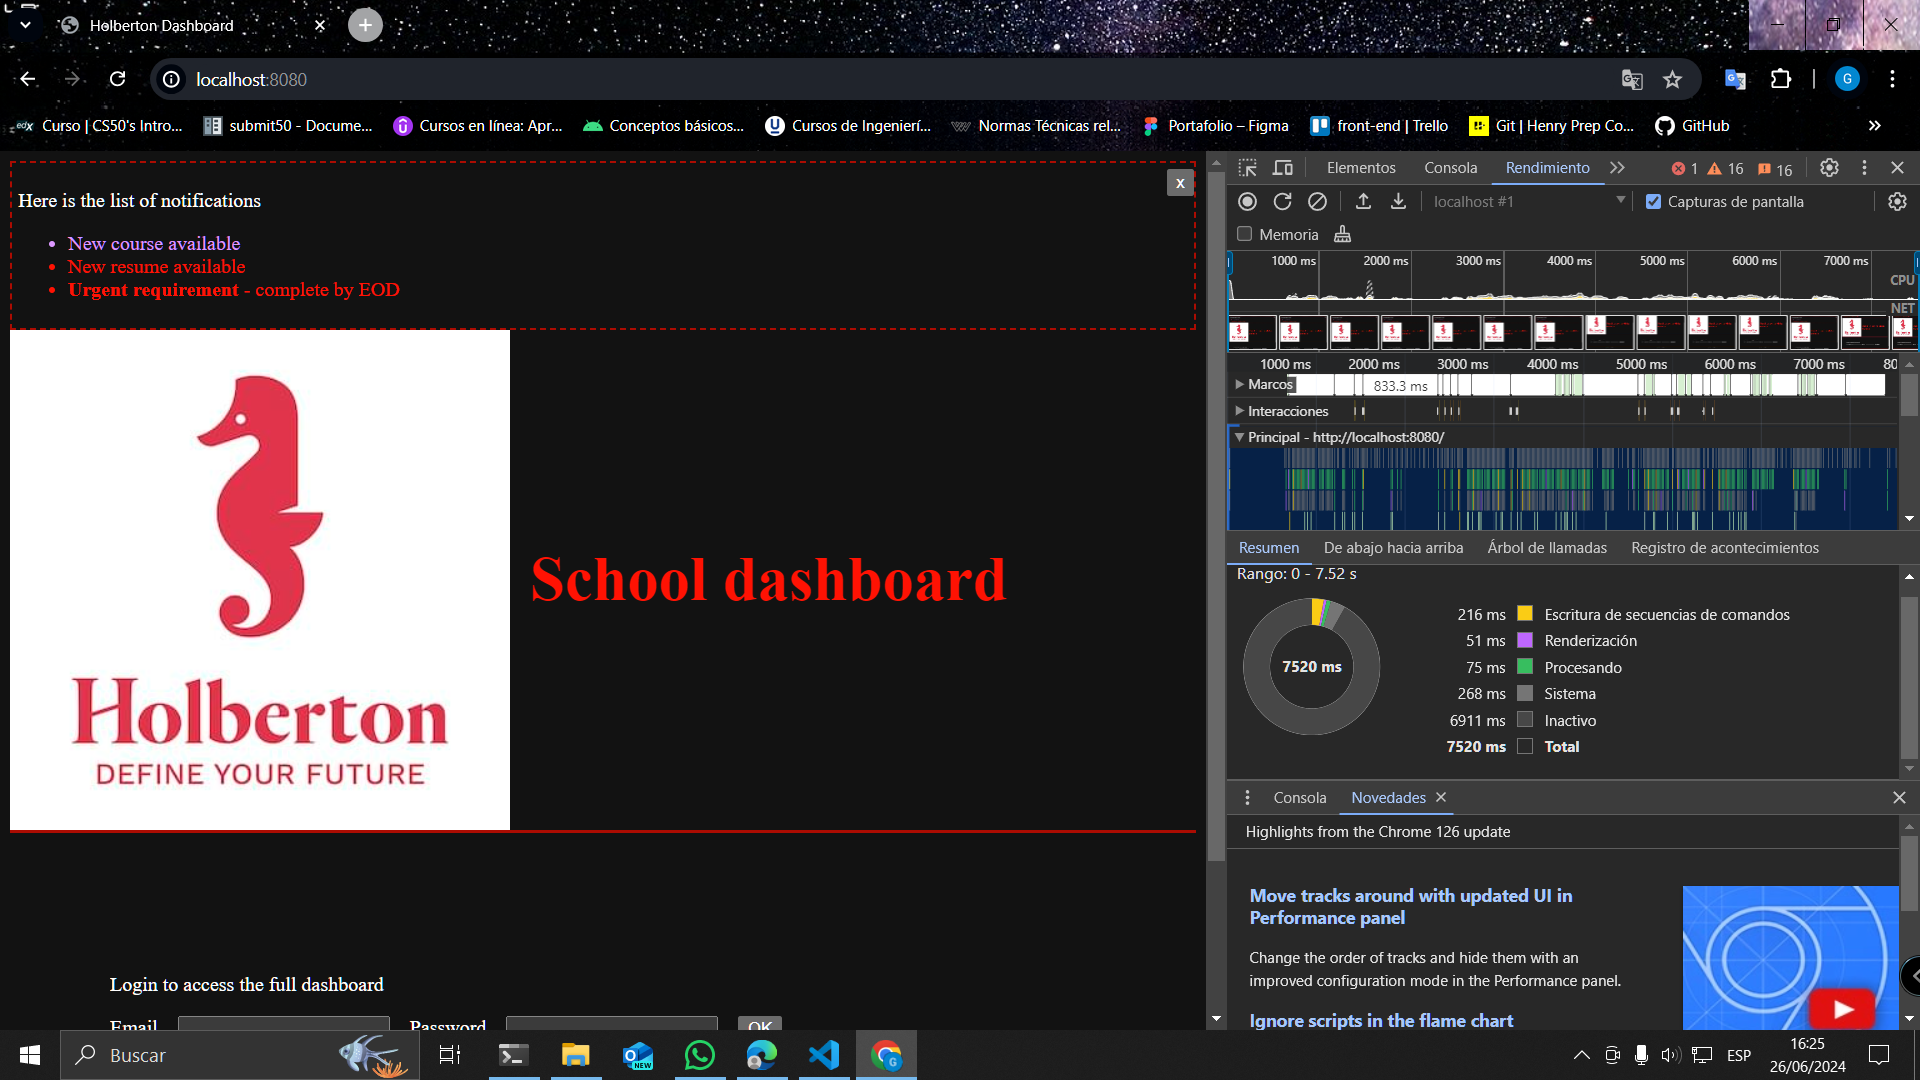 Holberton Dashboard
localhost:8080
G
edX Curso | CS50's Intro...
submit50 - Docume...
Cursos en línea: Apr...
Conceptos básicos...
Cursos de Ingenierí...
Normas Técnicas rel...
Portafolio – Figma
front-end | Trello
Git | Henry Prep Co...
GitHub
x
Here is the list of notifications
New course available
New resume available
Urgent requirement - complete by EOD
Holberton
DEFINE YOUR FUTURE
School dashboard
Login to access the full dashboard
Email
Password
OK
Elementos
Consola
Rendimiento
1
16
16
localhost #1
Capturas de pantalla
Memoria
1000 ms
2000 ms
3000 ms
4000 ms
5000 ms
6000 ms
7000 ms
CPU
NET
1000 ms
2000 ms
3000 ms
4000 ms
5000 ms
6000 ms
7000 ms
80
Marcos
833.3 ms
Interacciones
Principal - http://localhost:8080/
Resumen
De abajo hacia arriba
Árbol de llamadas
Registro de acontecimientos
Rango: 0 - 7.52 s
7520 ms
216 ms Escritura de secuencias de comandos
51 ms Renderización
75 ms Procesando
268 ms Sistema
6911 ms Inactivo
7520 ms Total
Consola
Novedades
Highlights from the Chrome 126 update
Move tracks around with updated UI in
Performance panel
Change the order of tracks and hide them with an
improved configuration mode in the Performance panel.
Ignore scripts in the flame chart
Buscar
NEW
G
ESP
16:25
26/06/2024